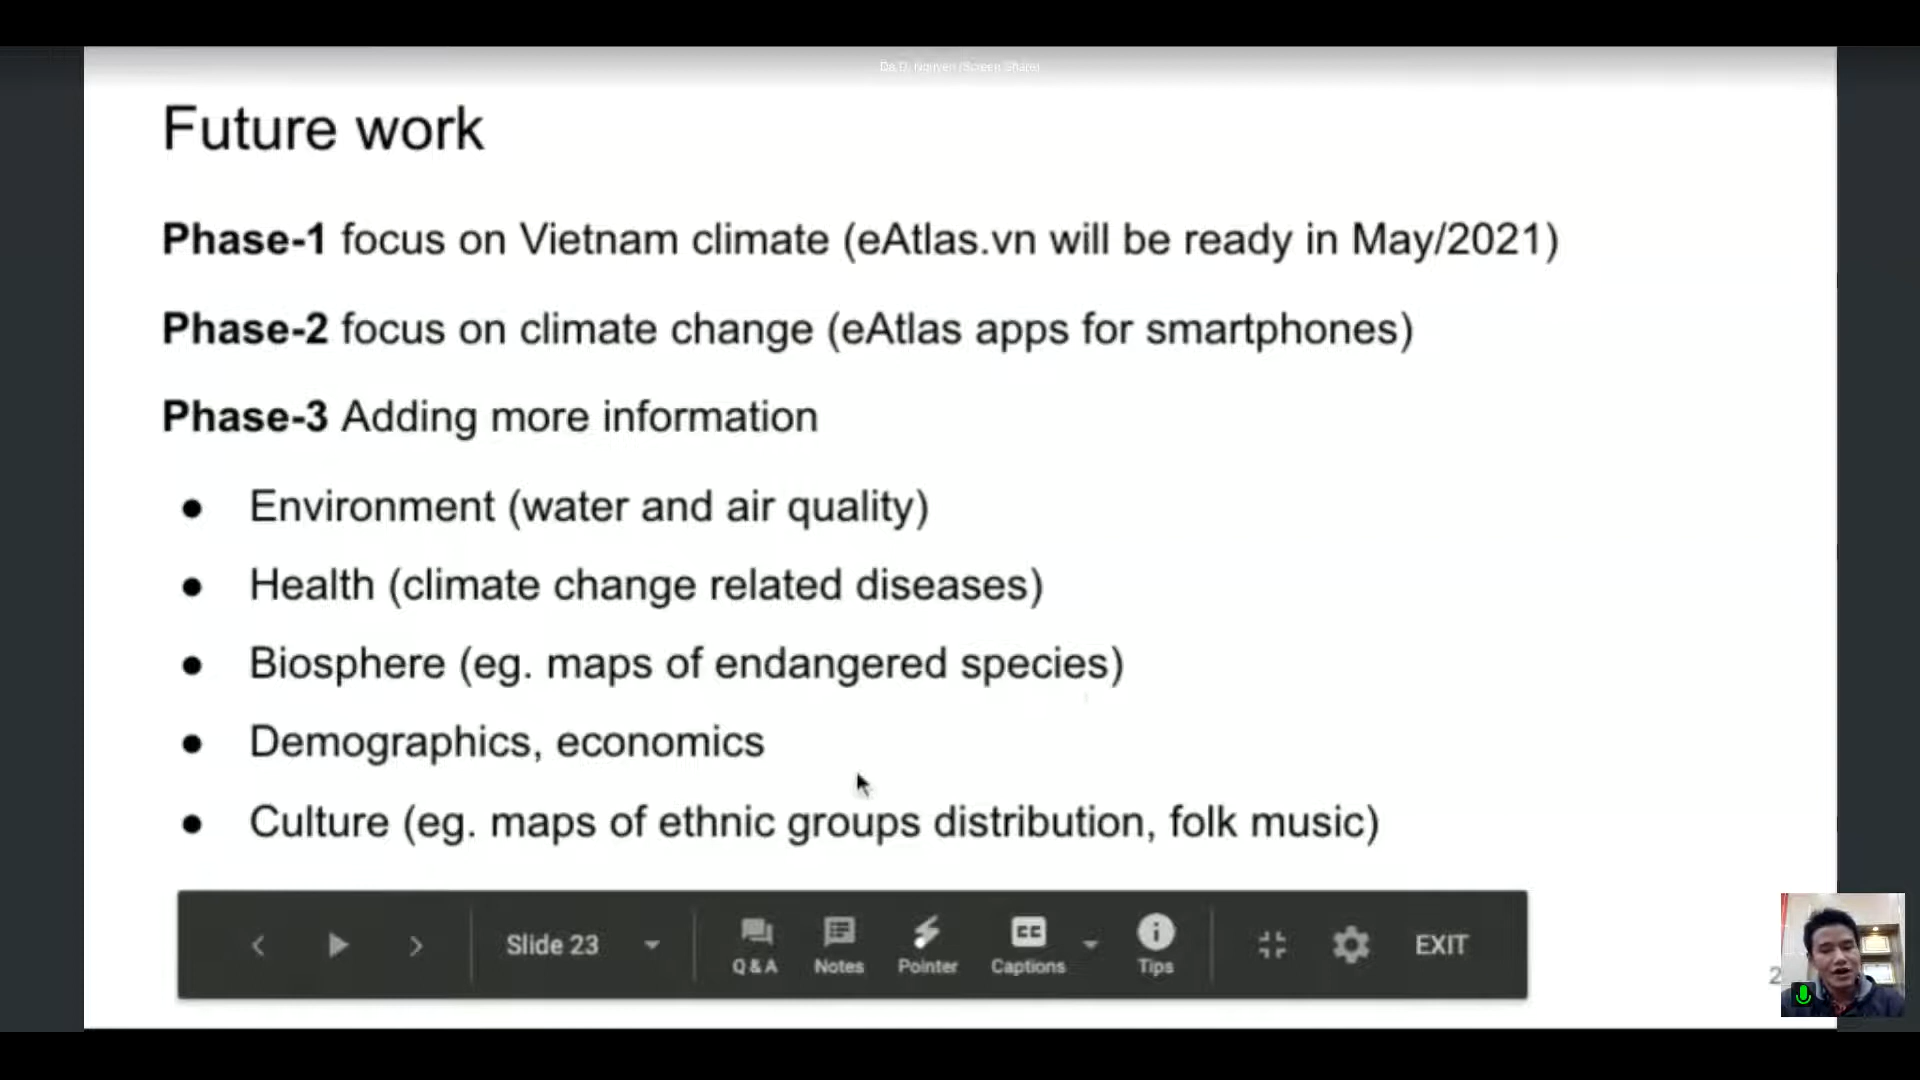 Nguyen (Screen Share)
Future work
Phase-1 focus on Vietnam climate (eAtlas.vn will be ready in May/2021)
Phase-2 focus on climate change (eAtlas apps for smartphones)
Phase-3 Adding more information
● Environment (water and air quality)
● Health (climate change related diseases)
● Biosphere (eg. maps of endangered species)
● Demographics, economics
● Culture (eg. maps of ethnic groups distribution, folk music)
Slide 23
Q & A
Notes
Pointer
Captions
Tips
EXIT